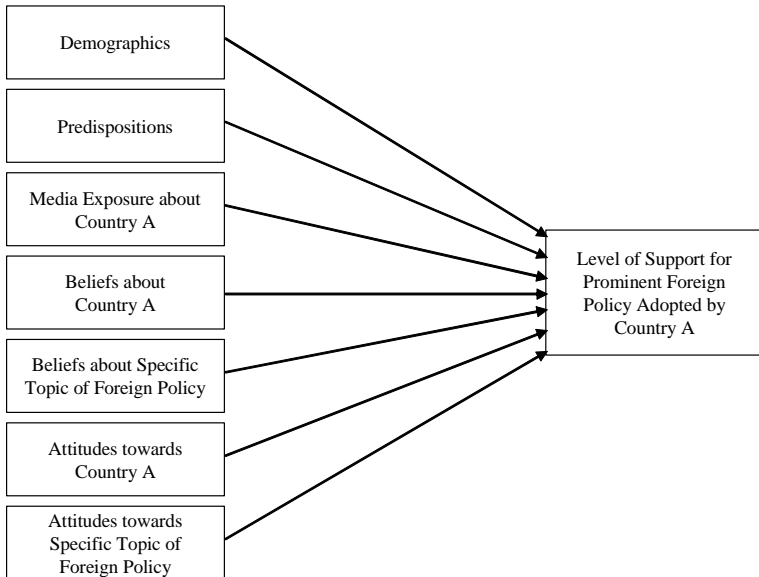 Demographics
Predispositions
Media Exposure about
Country A
Beliefs about
Country A
Beliefs about Specific
Topic of Foreign Policy
Attitudes towards
Country A
Attitudes towards
Specific Topic of
Foreign Policy
Level of Support for
Prominent Foreign
Policy Adopted by
Country A